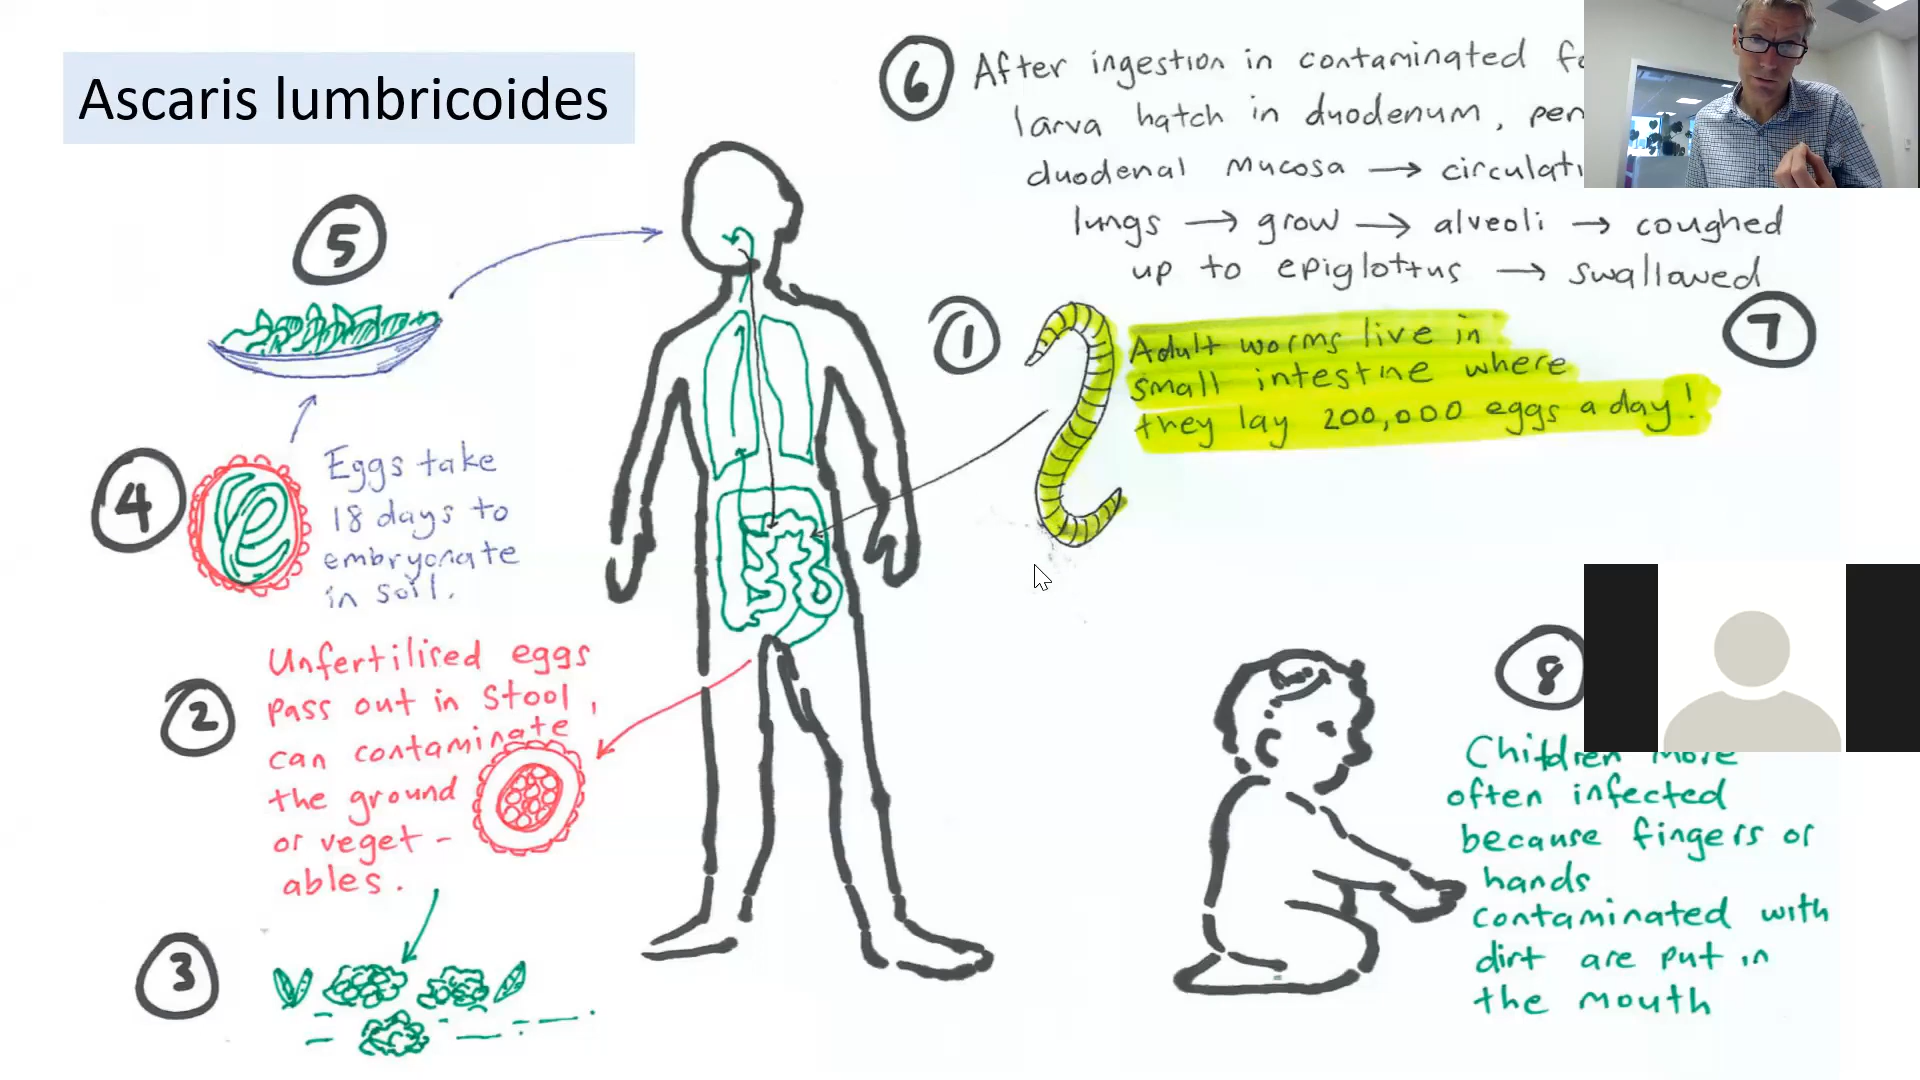 Ascaris lumbricoides
6 After ingestion in contaminated
larva hatch in duodenum,
duodenal mucosa →
lungs → grow → alveoli → coughed
up to epiglottus → swallowed
7
1 Adult worms live in
small intestine where
they lay 200,000 eggs a day!
5
4 Eggs take
18 days to
embryonate
in soil.
2 Unfertilised eggs
pass out in stool,
can contaminate
the ground
or veget-
ables.
3
8
Children more
often infected
because fingers or
hands
contaminated with
dirt are put in
the mouth